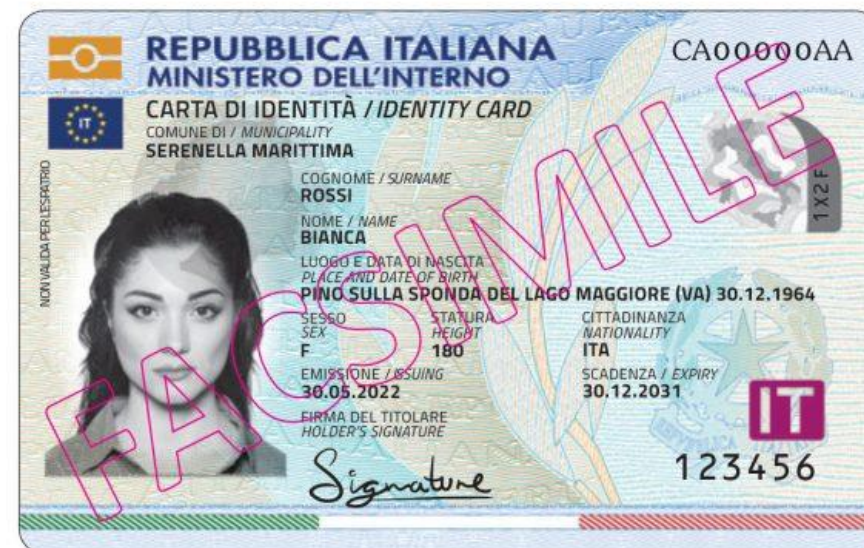 REPUBBLICA ITALIANA
MINISTERO DELL'INTERNO
CA00000AA
IT
CARTA DI IDENTITÀ / IDENTITY CARD
COMUNE DI / MUNICIPALITY
SERENELLA MARITTIMA
NON VALIDA PER L'ESPATRIO
COGNOME / SURNAME
ROSSI
1X2F
NOME / NAME
BIANCA
LUOGO E DATA DI NASCITA
PLACE AND DATE OF BIRTH
PINO SULLA SPONDA DEL LAGO MAGGIORE (VA) 30.12.1964
SESSO STATURA CITTADINANZA
SEX HEIGHT NATIONALITY
F 180 ITA
EMISSIONE / ISSUING SCADENZA / EXPIRY
30.05.2022 30.12.2031
FIRMA DEL TITOLARE
HOLDER'S SIGNATURE
Signature
IT
123456
FACSIMILE